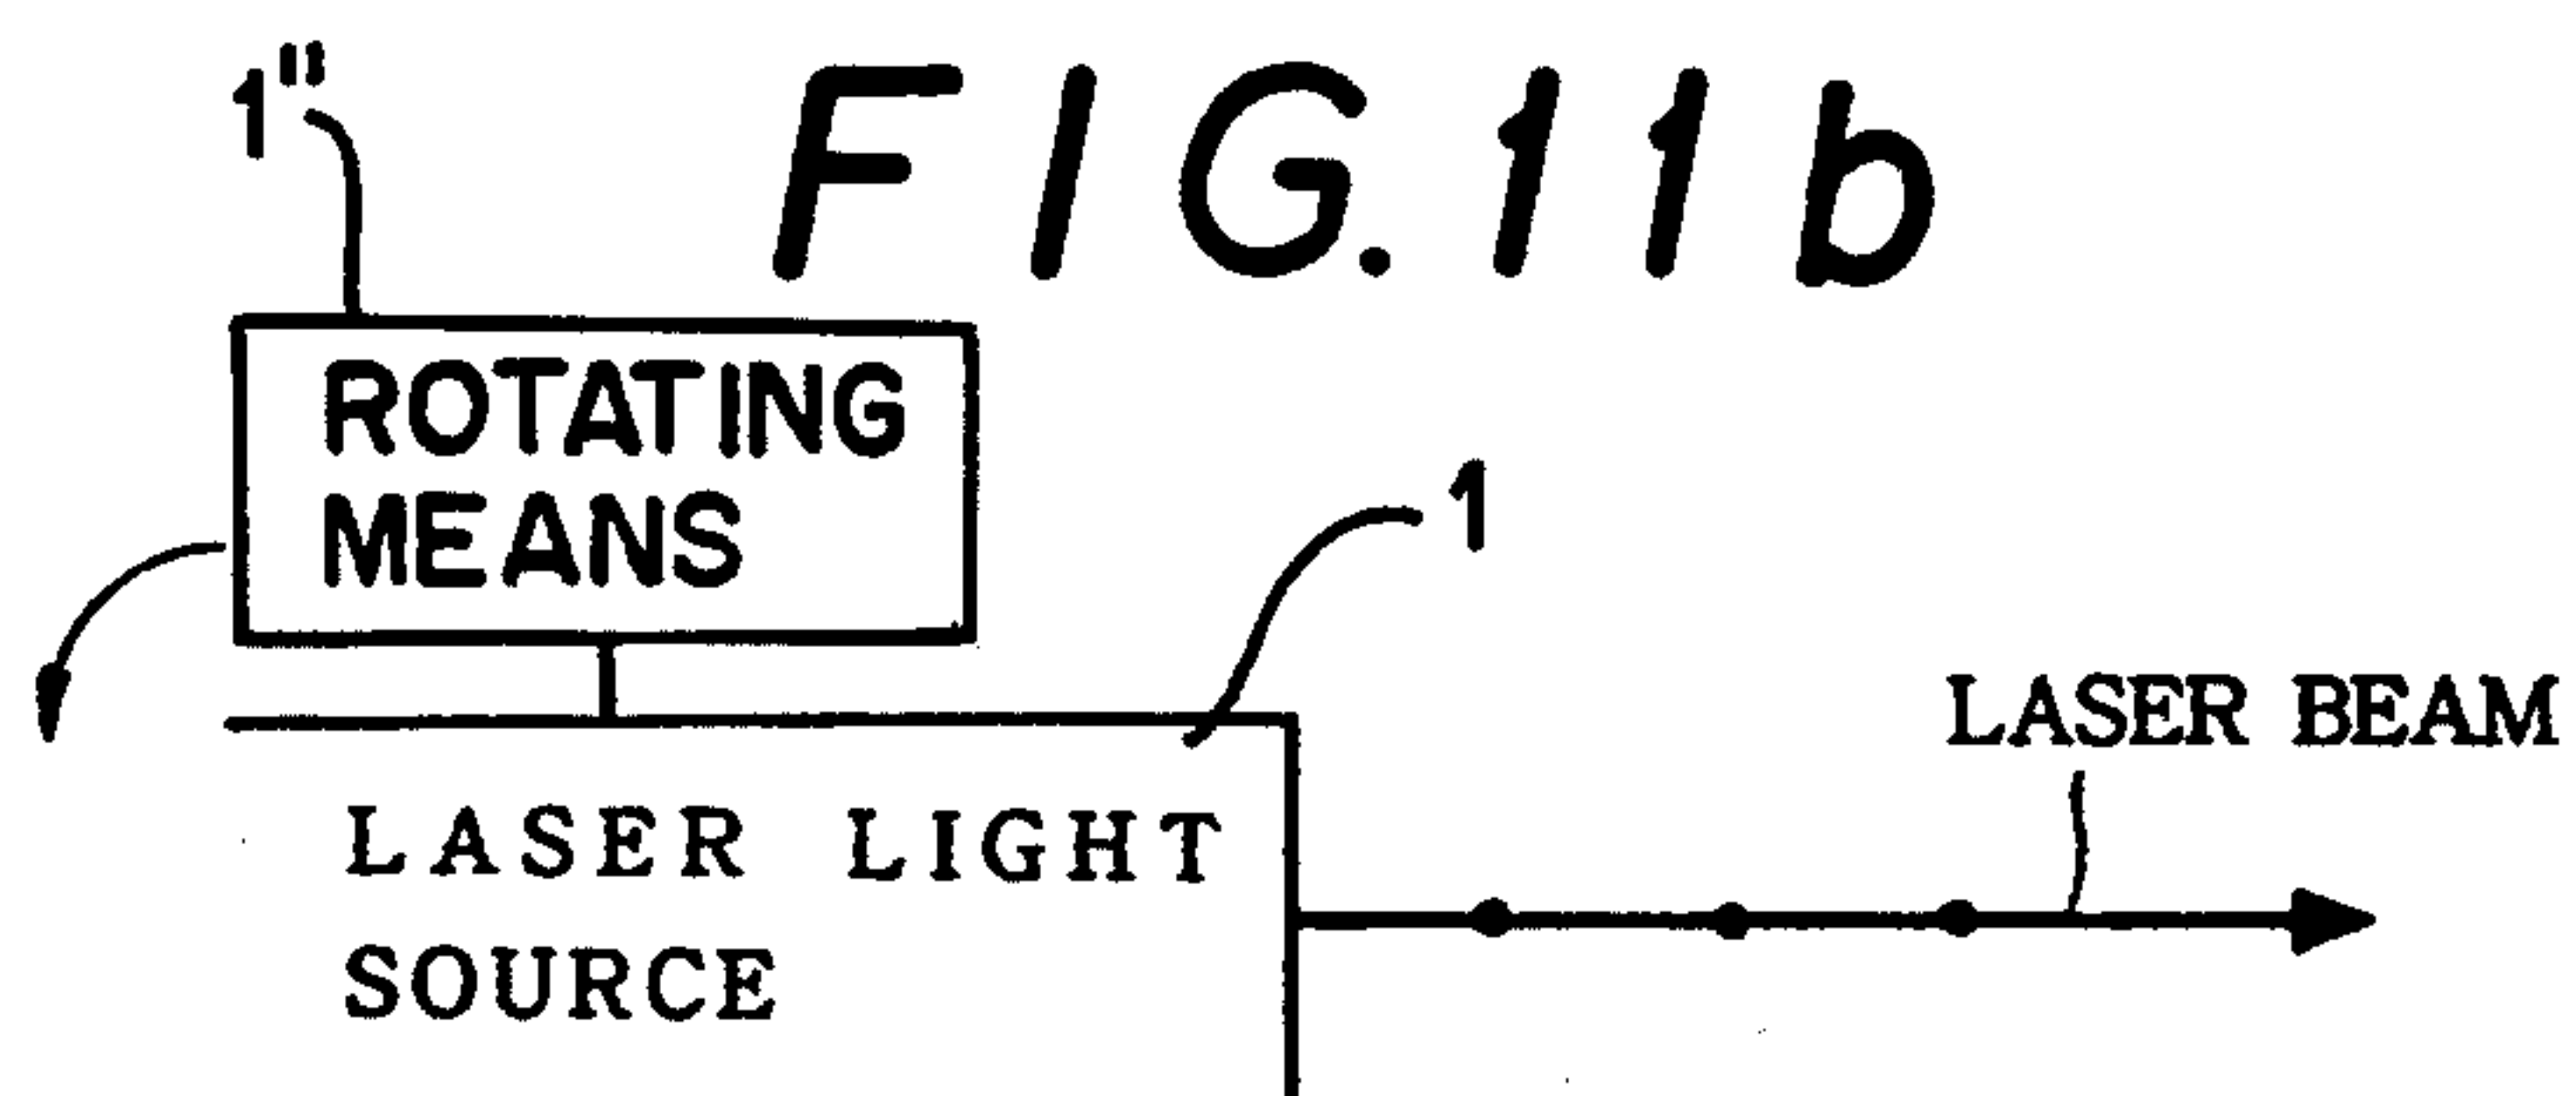 1"
FIG.11b
ROTATING
MEANS
1
LASER BEAM
LASER LIGHT
SOURCE